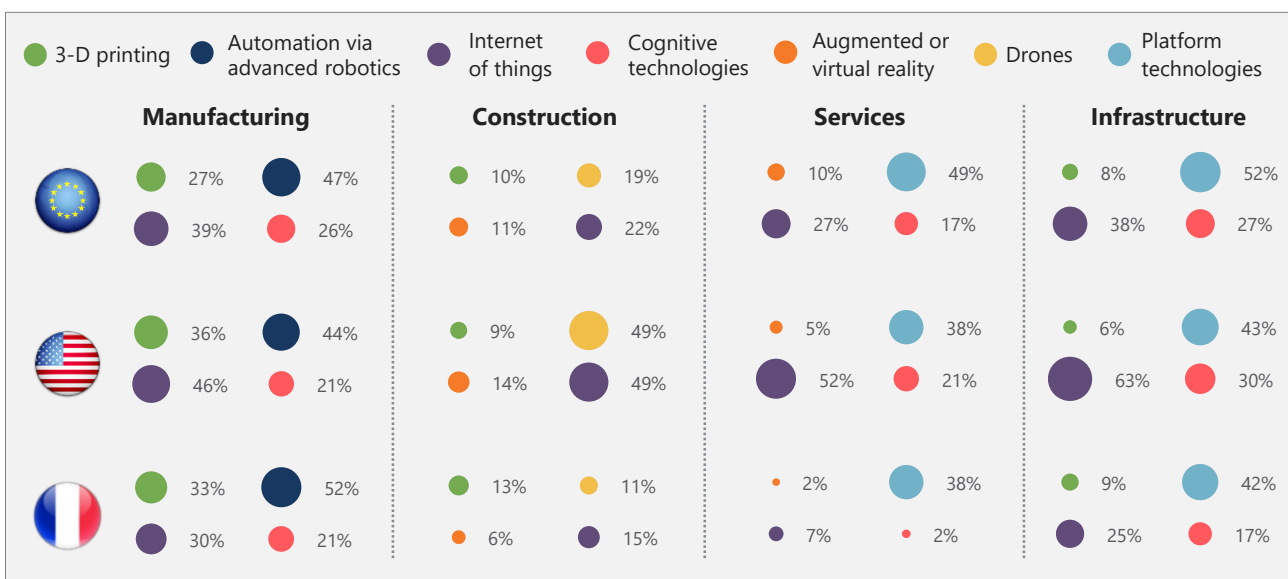 3-D printing
Automation via
advanced robotics
Internet
of things
Cognitive
technologies
Augmented or
virtual reality
Drones
Platform
technologies
Manufacturing Construction Services Infrastructure
27% 47% 10% 19% 10% 49% 8% 52%
39% 26% 11% 22% 27% 17% 38% 27%
36% 44% 9% 49% 5% 38% 6% 43%
46% 21% 14% 49% 52% 21% 63% 30%
33% 52% 13% 11% 2% 38% 9% 42%
30% 21% 6% 15% 7% 2% 25% 17%